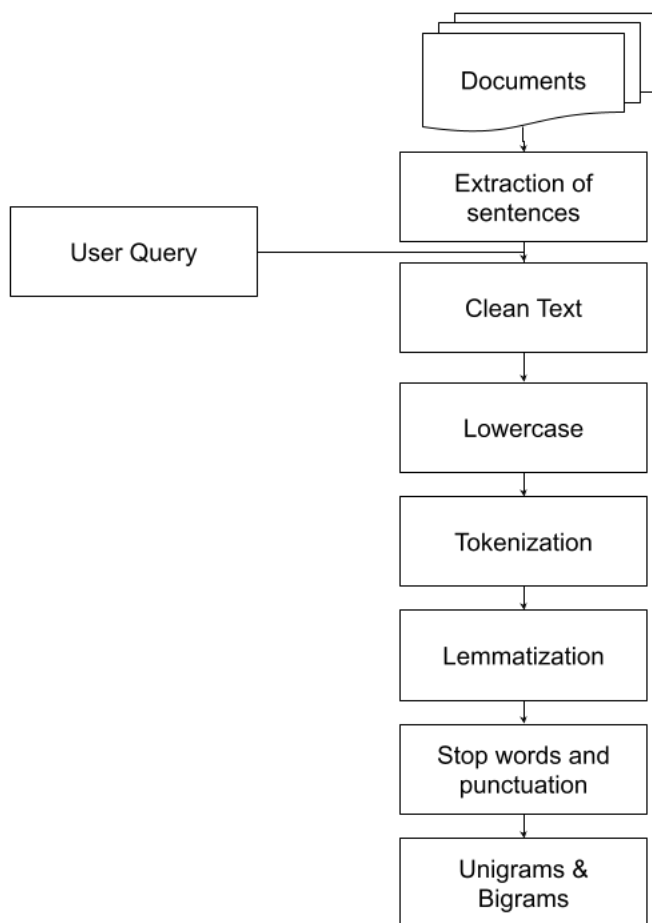 Documents
Extraction of
sentences
User Query
Clean Text
Lowercase
Tokenization
Lemmatization
Stop words and
punctuation
Unigrams &
Bigrams